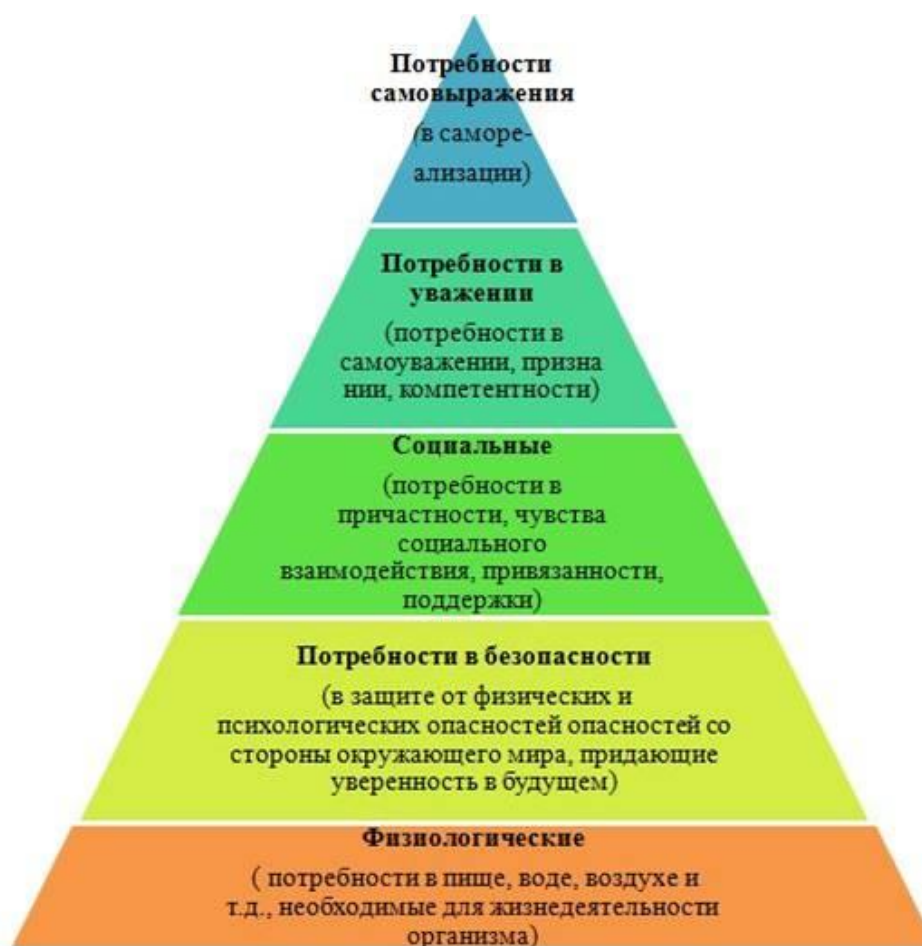 Потребности
самовыражения
(в саморе-
ализации)
Потребности в
уважении
(потребности в
самоуважении, призна
нии, компетентности)
Социальные
(потребности в
причастности, чувства
социального
взаимодействия, привязанности,
поддержки)
Потребности в безопасности
(в защите от физических и
психологических опасностей опасностей со
стороны окружающего мира, придающие
уверенность в будущем)
Физиологические
( потребности в пище, воде, воздухе и
т.д., необходимые для жизнедеятельности
организма)